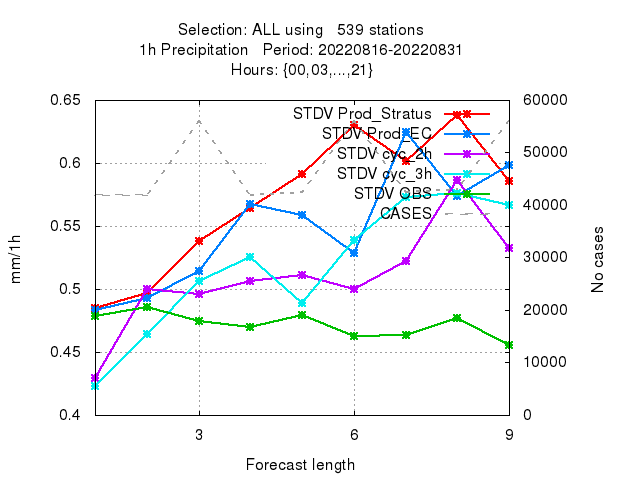 Selection: ALL using   539 stations
1h Precipitation   Period: 20220816-20220831
Hours: {00,03,...,21}
0.65
0.6
0.55
0.5
0.45
0.4
mm/1h
60000
50000
40000
30000
20000
10000
0
No cases
STDV Prod_Stratus
STDV Prod_EC
STDV cyc_2h
STDV cyc_3h
STDV OBS
CASES
3
6
9
Forecast length